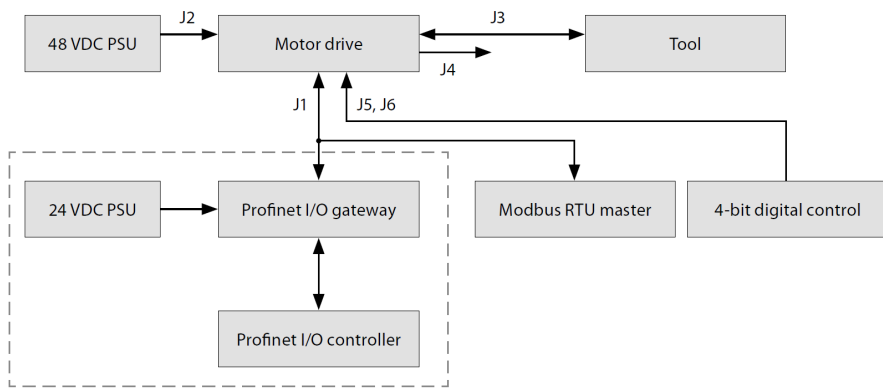 J2
J3
48 VDC PSU
Motor drive
Tool
J4
J1
J5, J6
24 VDC PSU
Profinet I/O gateway
Modbus RTU master
4-bit digital control
Profinet I/O controller